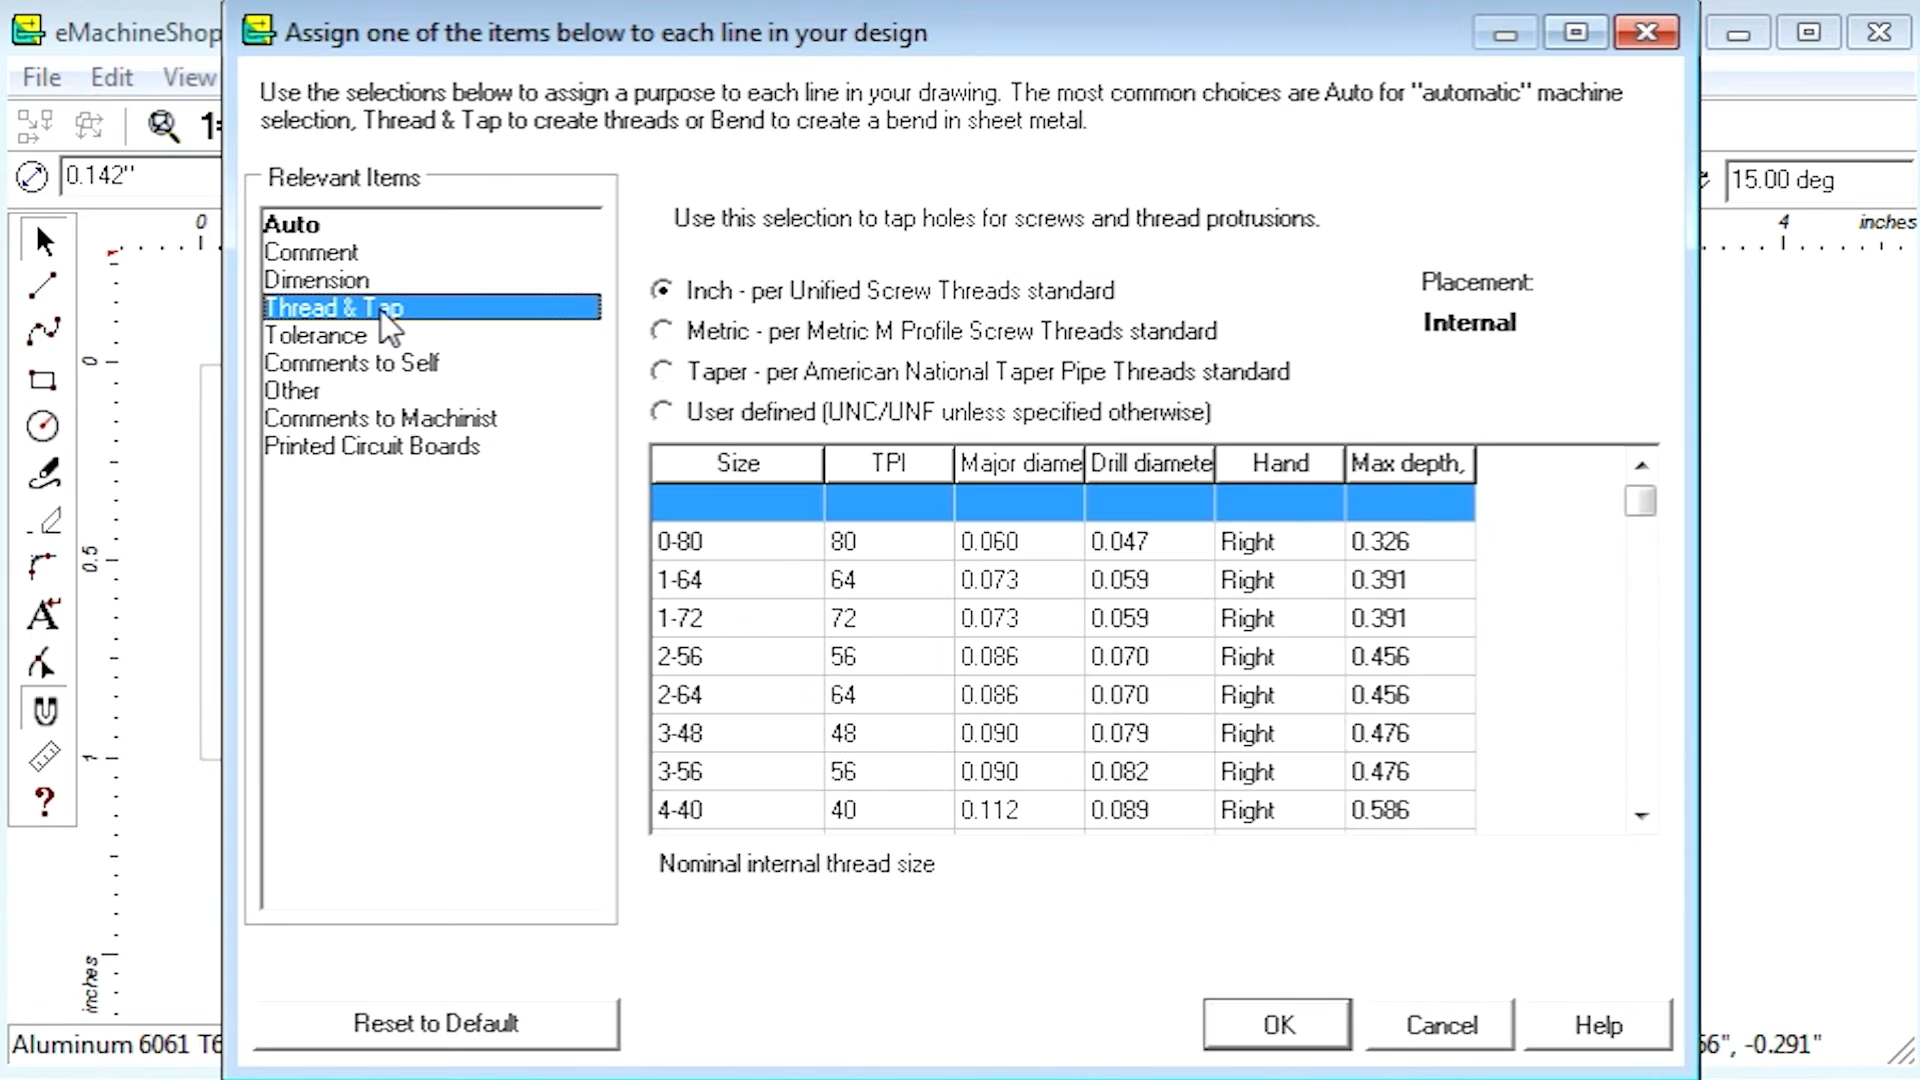 eMachineShop
Assign one of the items below to each line in your design
File Edit View
Use the selections below to assign a purpose to each line in your drawing. The most common choices are Auto for "automatic" machine
selection, Thread & Tap to create threads or Bend to create a bend in sheet metal.
0.142"
15.00 deg
Relevant Items
Auto
Comment
Dimension
Thread & Tap
Tolerance
Comments to Self
Other
Comments to Machinist
Printed Circuit Boards
Use this selection to tap holes for screws and thread protrusions.
Inch - per Unified Screw Threads standard
Metric - per Metric M Profile Screw Threads standard
Taper - per American National Taper Pipe Threads standard
User defined (UNC/UNF unless specified otherwise)
Placement:
Internal
Size TPI Major diame Drill diamete Hand Max depth,
0-80 80 0.060 0.047 Right 0.326
1-64 64 0.073 0.059 Right 0.391
1-72 72 0.073 0.059 Right 0.391
2-56 56 0.086 0.070 Right 0.456
2-64 64 0.086 0.070 Right 0.456
3-48 48 0.090 0.079 Right 0.476
3-56 56 0.090 0.082 Right 0.476
4-40 40 0.112 0.089 Right 0.586
Nominal internal thread size
Reset to Default
OK
Cancel
Help
0
4
inches
0
0.5
1
inches
Aluminum 6061 T6
6", -0.291"